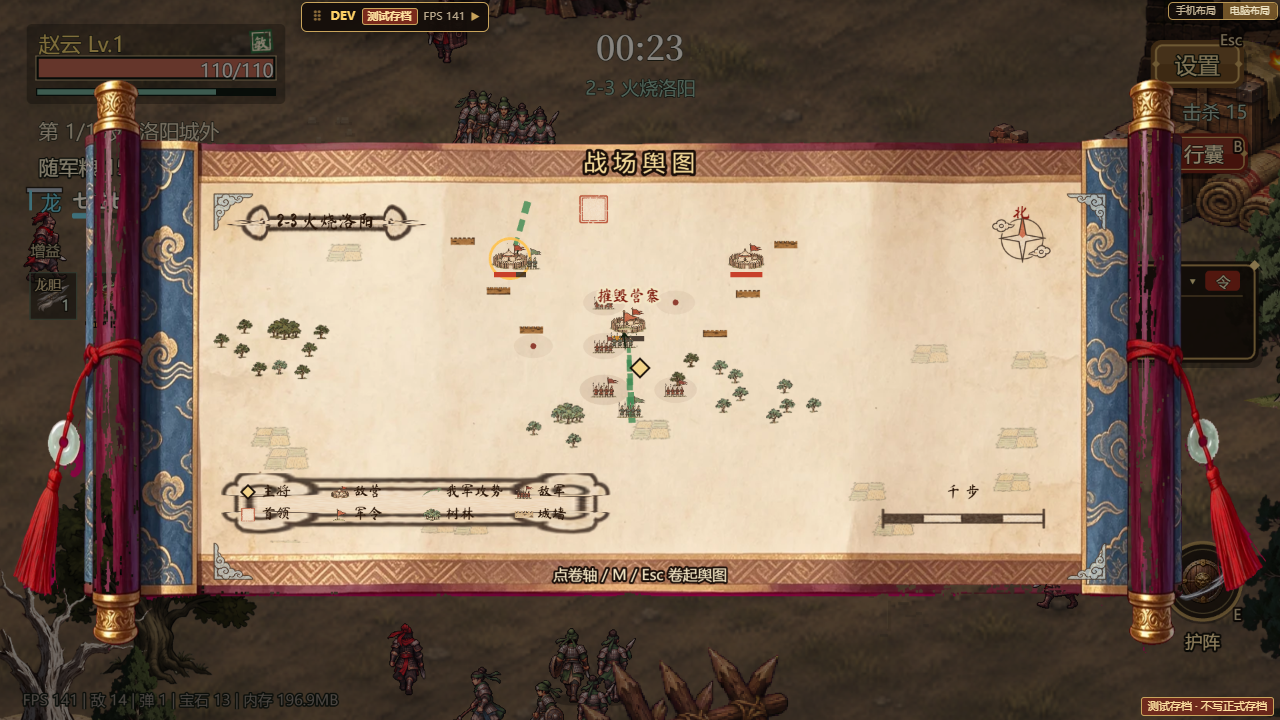 DEV 测试存档 FPS 141 ▶
手机布局 电脑布局
赵云 Lv.1
敌
110/110
00:23
2-3 火烧洛阳
Esc
设置
击杀 15
行囊 B
第 1/1 洛阳城外
随军粮
龙
增益
龙胆
1
战场舆图
2-3 火烧洛阳
北
摧毁营寨
令
主将 敌营 我军攻势 敌军
首领 军令 树林 城墙
千步
点卷轴 / M / Esc 卷起舆图
E
护阵
FPS 141 | 敌 14 | 弹 1 | 宝石 13 | 内存 196.9MB
测试存档 · 不写正式存档